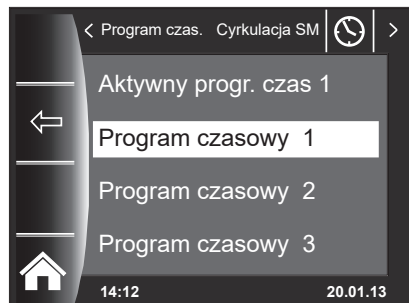 < Program czas. Cyrkulacja SM >
Aktywny progr. czas 1
Program czasowy 1
Program czasowy 2
Program czasowy 3
14:12 20.01.13